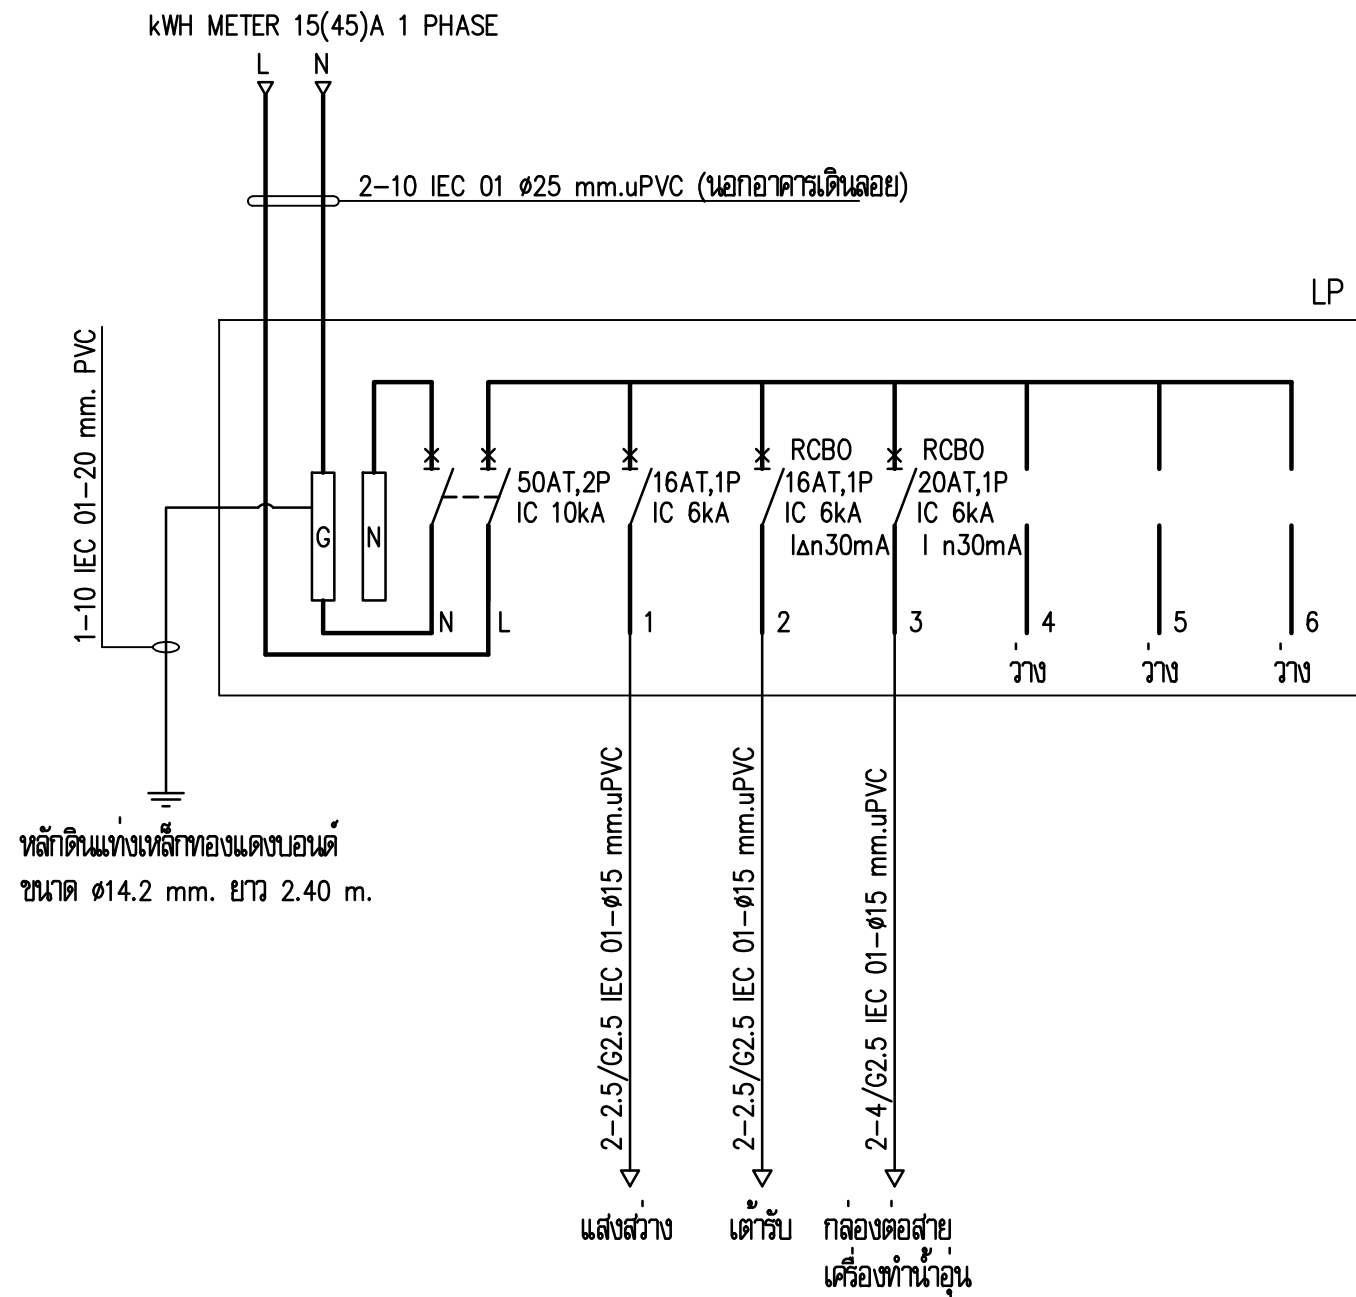 kWH METER 15(45)A 1 PHASE
L N
2-10 IEC 01 ø25 mm.uPVC (นอกอาคารเดินลอย)
LP
1-10 IEC 01-20 mm. PVC
RCBO
RCBO
50AT,2P
IC 10kA
16AT,1P
IC 6kA
16AT,1P
IC 6kA
IΔn30mA
20AT,1P
IC 6kA
I n30mA
G
N
N
L
1
2
3
4
5
6
ว่าง
ว่าง
ว่าง
หลักดินแท่งเหล็กทองแดงบอนด์
ขนาด ø14.2 mm. ยาว 2.40 m.
2-2.5/G2.5 IEC 01-ø15 mm.uPVC
2-2.5/G2.5 IEC 01-ø15 mm.uPVC
2-4/G2.5 IEC 01-ø15 mm.uPVC
แสงสว่าง
เต้ารับ
กล่องต่อสาย
เครื่องทำน้ำอุ่น